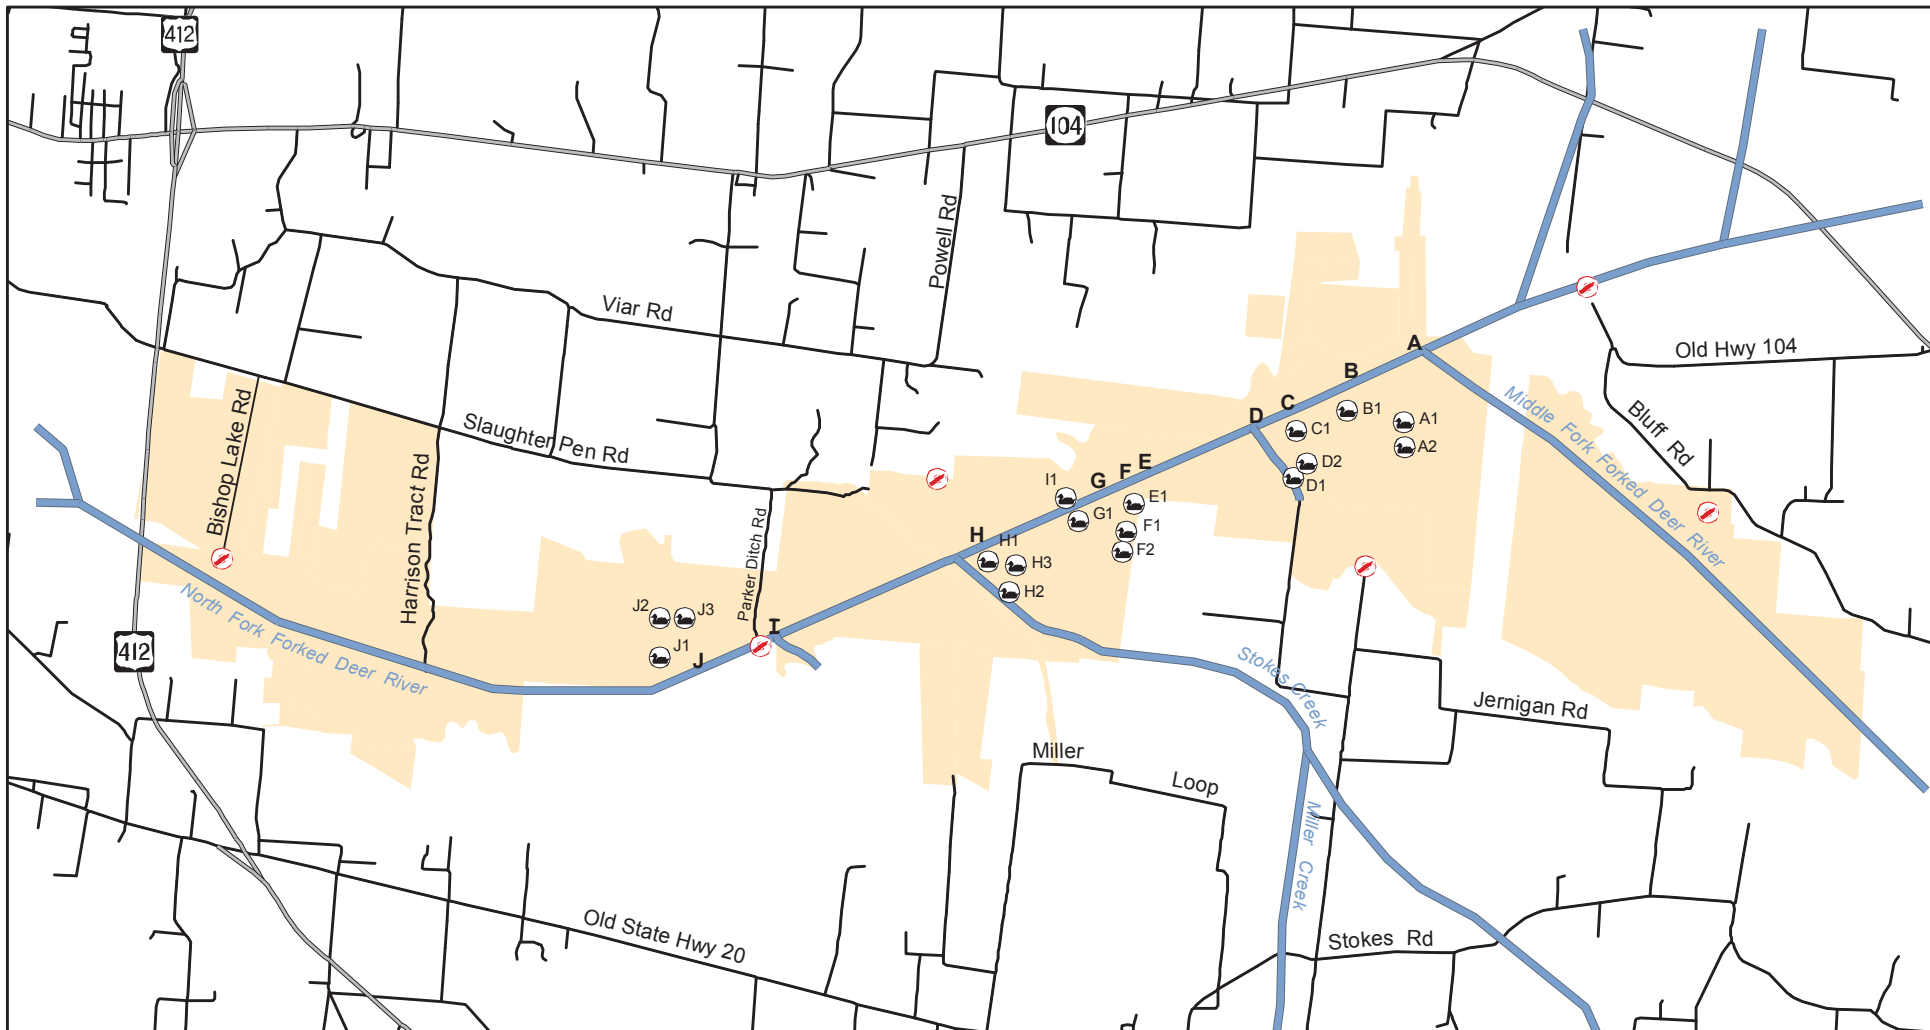 412
104
Powell Rd
Viar Rd
A
Old Hwy 104
B
Middle Fork Forked Deer River
Bishop Lake Rd
C
B1
Bluff Rd
D
A1
Slaughter Pen Rd
C1
A2
Harrison Tract Rd
E
D2
F
G
I1
D1
E1
Parker Ditch Rd
G1
F1
H
H1
F2
H3
H2
North Fork Forked Deer River
J2
J3
I
J1
J
412
Stokes Creek
Jernigan Rd
Miller
Loop
Miller Creek
Old State Hwy 20
Stokes Rd